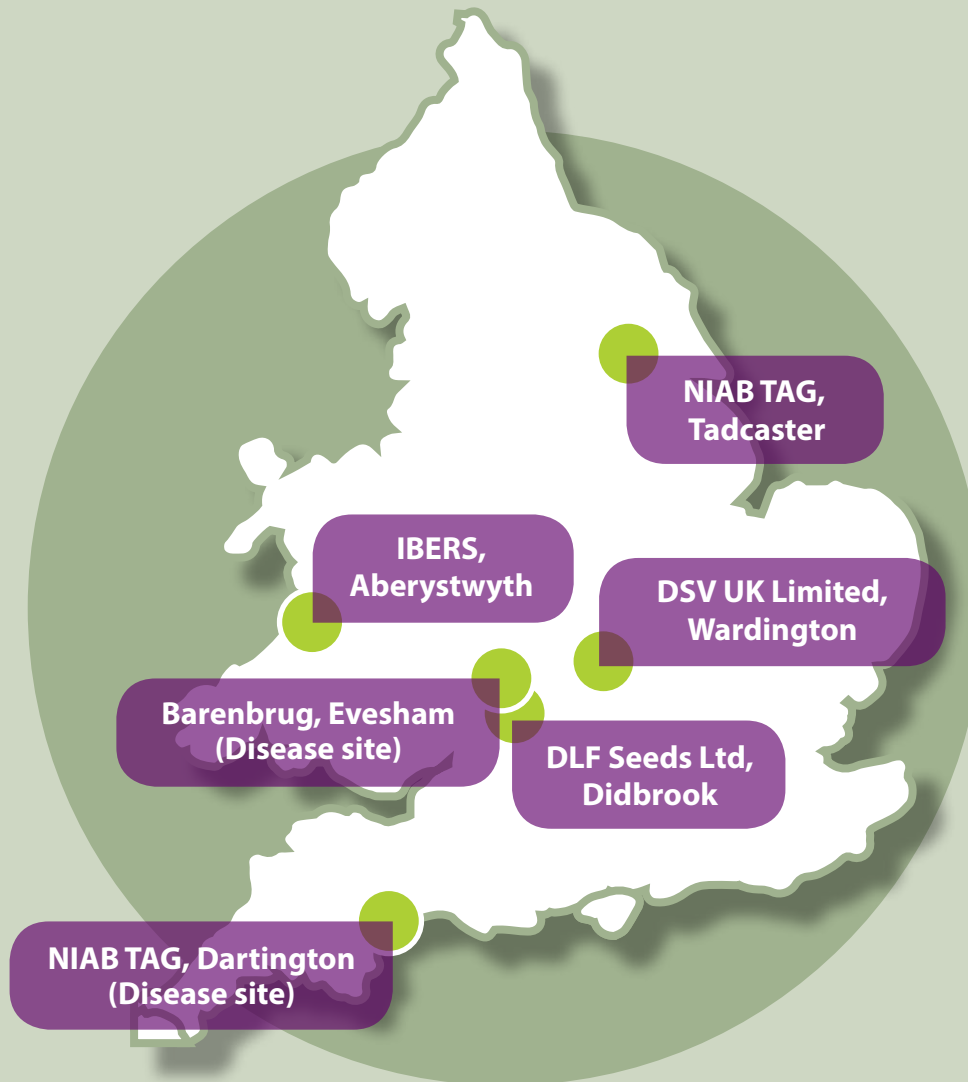 NIAB TAG,
Tadcaster
IBERS,
Aberystwyth
DSV UK Limited,
Wardington
Barenbrug, Evesham
(Disease site)
DLF Seeds Ltd,
Didbrook
NIAB TAG, Dartington
(Disease site)